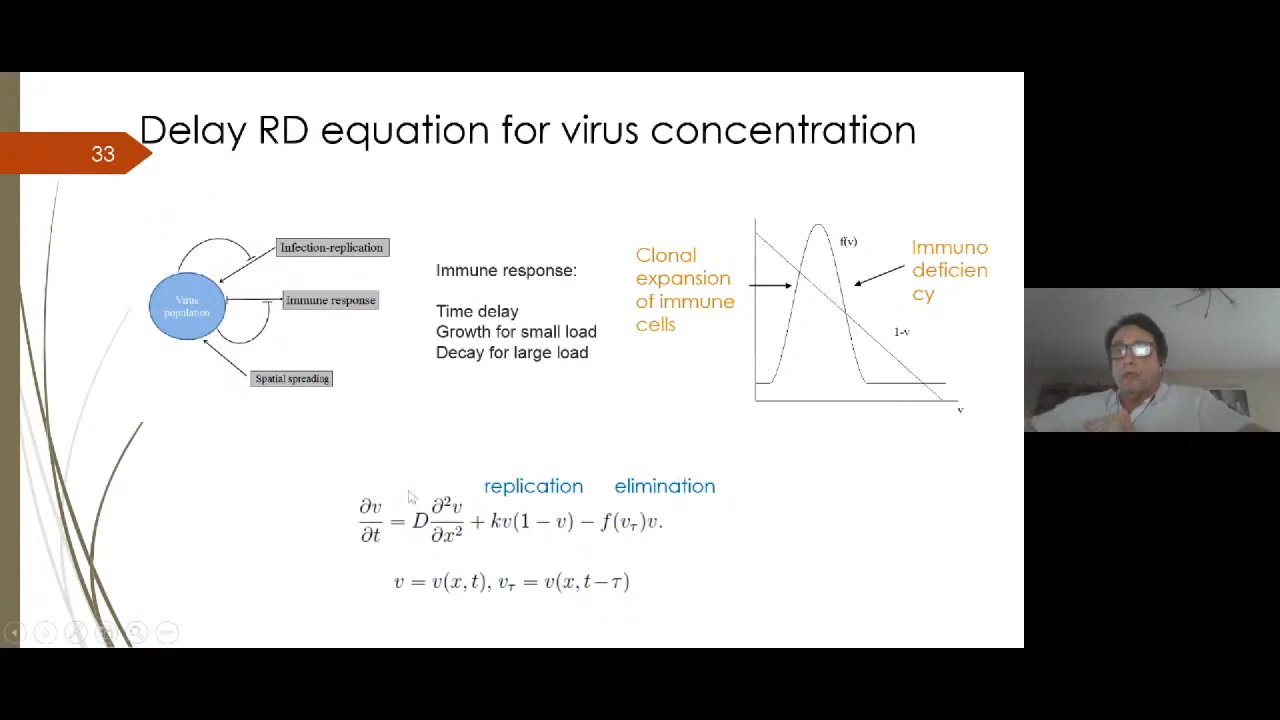 Delay RD equation for virus concentration
33
Infection-replication
Immune response
Virus
population
Spatial spreading
Immune response:
Time delay
Growth for small load
Decay for large load
Clonal
expansion
of immune
cells
f(v)
1-v
v
Immuno
deficien
cy
replication elimination
∂v/∂t = D ∂²v/∂x² + kv(1 − v) − f(v_τ)v.
v = v(x, t), v_τ = v(x, t − τ)